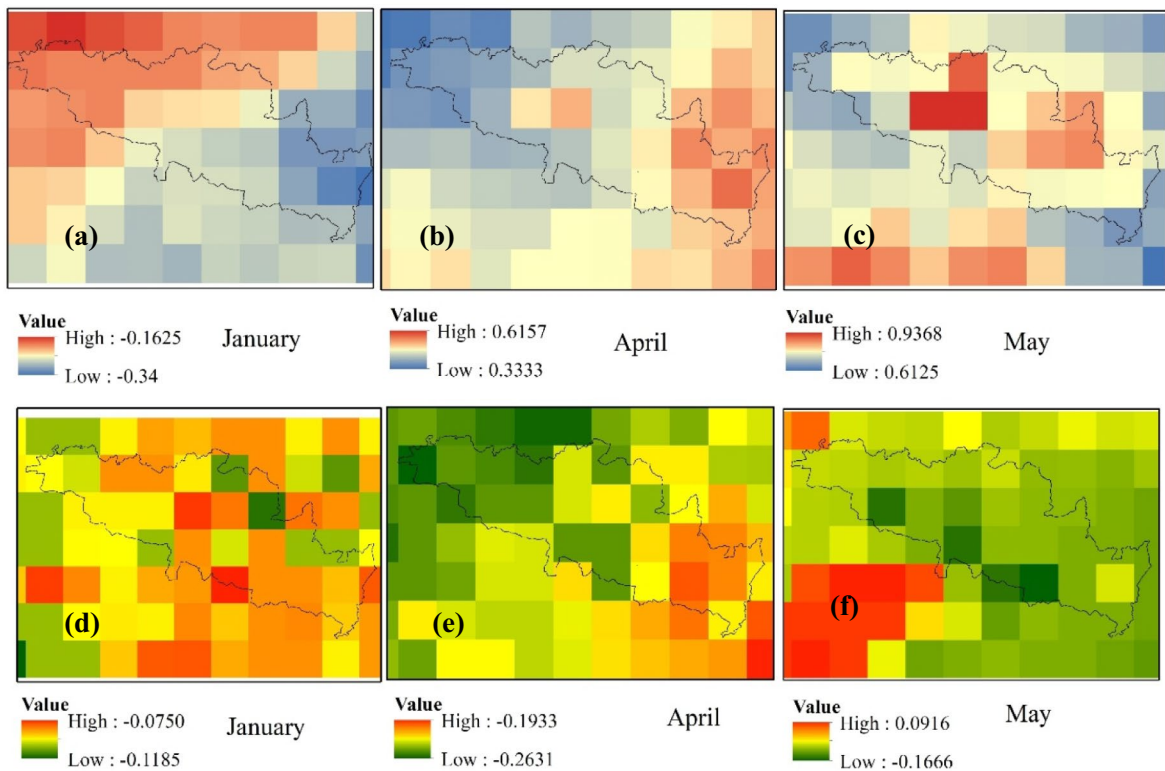 (a)
(b)
(c)
Value
High : -0.1625
Low : -0.34
January
Value
High : 0.6157
Low : 0.3333
April
Value
High : 0.9368
Low : 0.6125
May
(d)
(e)
(f)
Value
High : -0.0750
Low : -0.1185
January
Value
High : -0.1933
Low : -0.2631
April
Value
High : 0.0916
Low : -0.1666
May